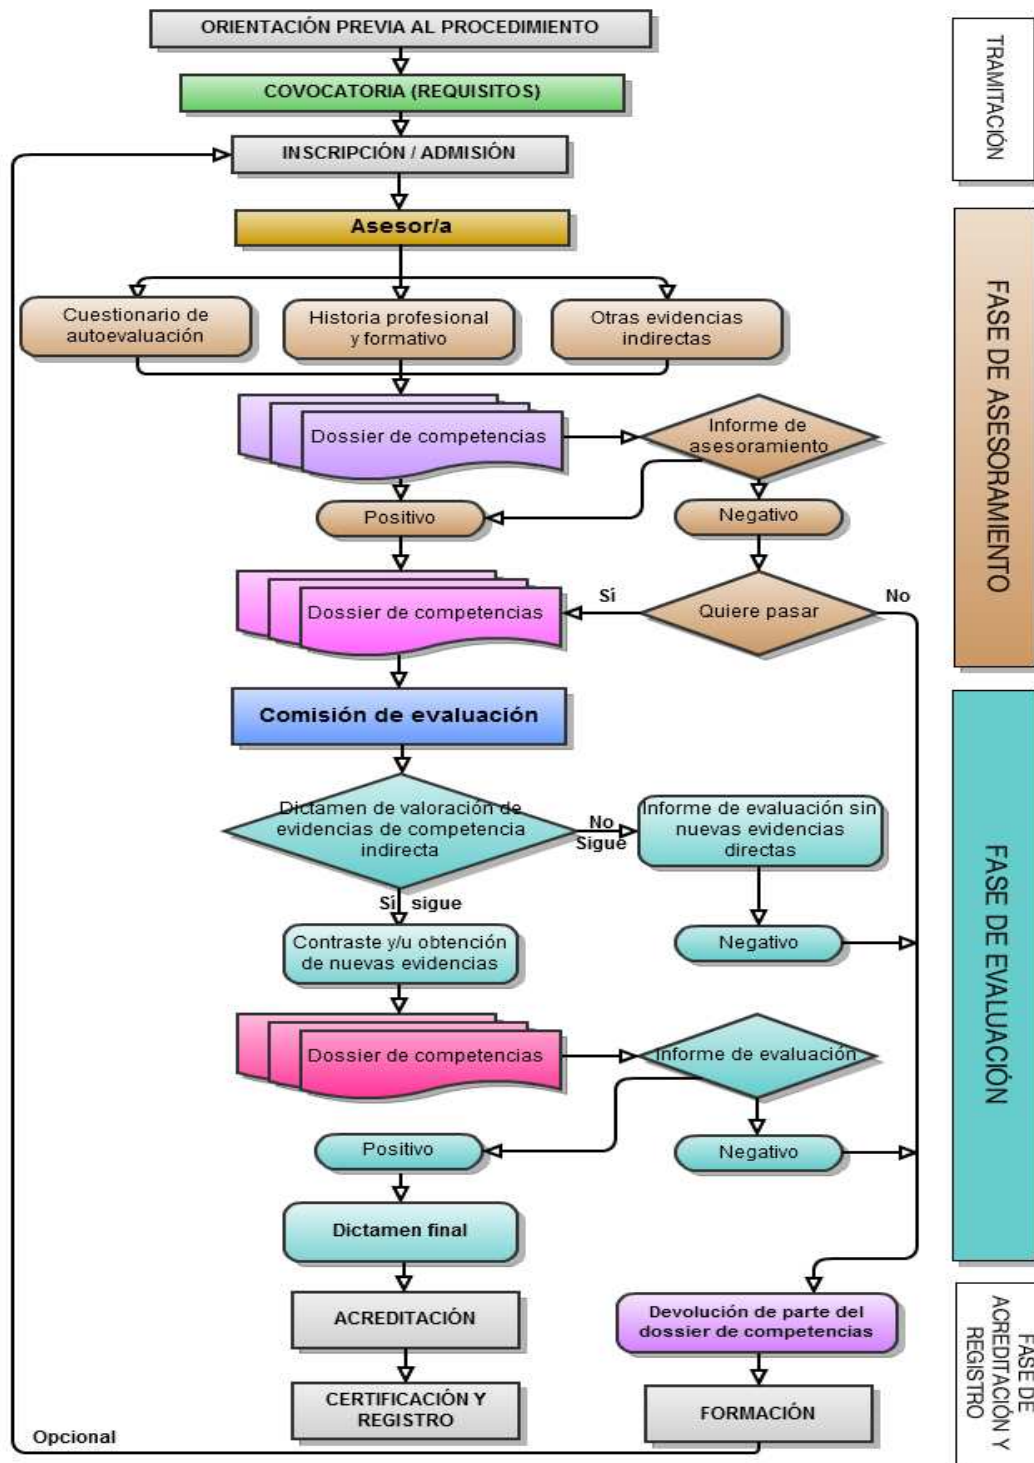 ORIENTACIÓN PREVIA AL PROCEDIMIENTO
COVOCATORIA (REQUISITOS)
INSCRIPCIÓN / ADMISIÓN
TRAMITACIÓN
Asesor/a
Cuestionario de
autoevaluación
Historia profesional
y formativo
Otras evidencias
indirectas
Dossier de competencias
Informe de
asesoramiento
Positivo
Negativo
Dossier de competencias
Sí
Quiere pasar
No
FASE DE ASESORAMIENTO
Comisión de evaluación
Dictamen de valoración de
evidencias de competencia
indirecta
No
Sigue
Informe de evaluación sin
nuevas evidencias
directas
Sí sigue
Contraste y/u obtención
de nuevas evidencias
Negativo
Dossier de competencias
Informe de evaluación
Positivo
Negativo
Dictamen final
FASE DE EVALUACIÓN
ACREDITACIÓN
Devolución de parte del
dossier de competencias
CERTIFICACIÓN Y
REGISTRO
FORMACIÓN
Opcional
FASE DE
ACREDITACIÓN Y
REGISTRO